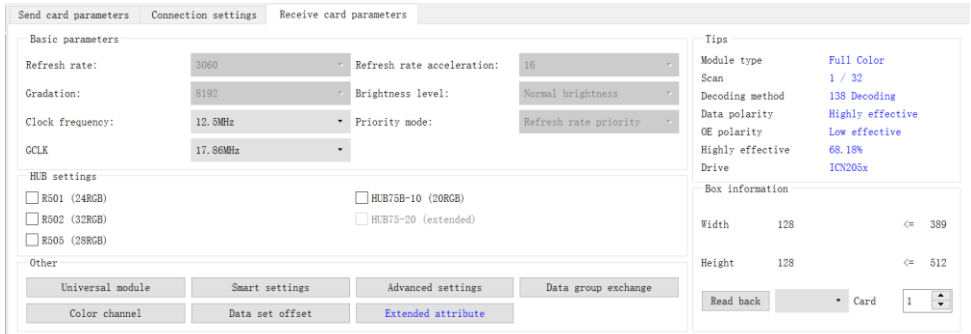 Send card parameters Connection settings Receive card parameters
Basic parameters
Refresh rate: 3060 Refresh rate acceleration: 16
Gradation: 8192 Brightness level: Normal brightness
Clock frequency: 12.5MHz Priority mode: Refresh rate priority
GCLK 17.86MHz
HUB settings
R501 (24RGB) HUB75B-10 (20RGB)
R502 (32RGB) HUB75-20 (extended)
R505 (28RGB)
Other
Universal module Smart settings Advanced settings Data group exchange
Color channel Data set offset Extended attribute
Tips
Module type Full Color
Scan 1 / 32
Decoding method 138 Decoding
Data polarity Highly effective
OE polarity Low effective
Highly effective 68.18%
Drive ICN205x
Box information
Width 128 <= 389
Height 128 <= 512
Read back Card 1